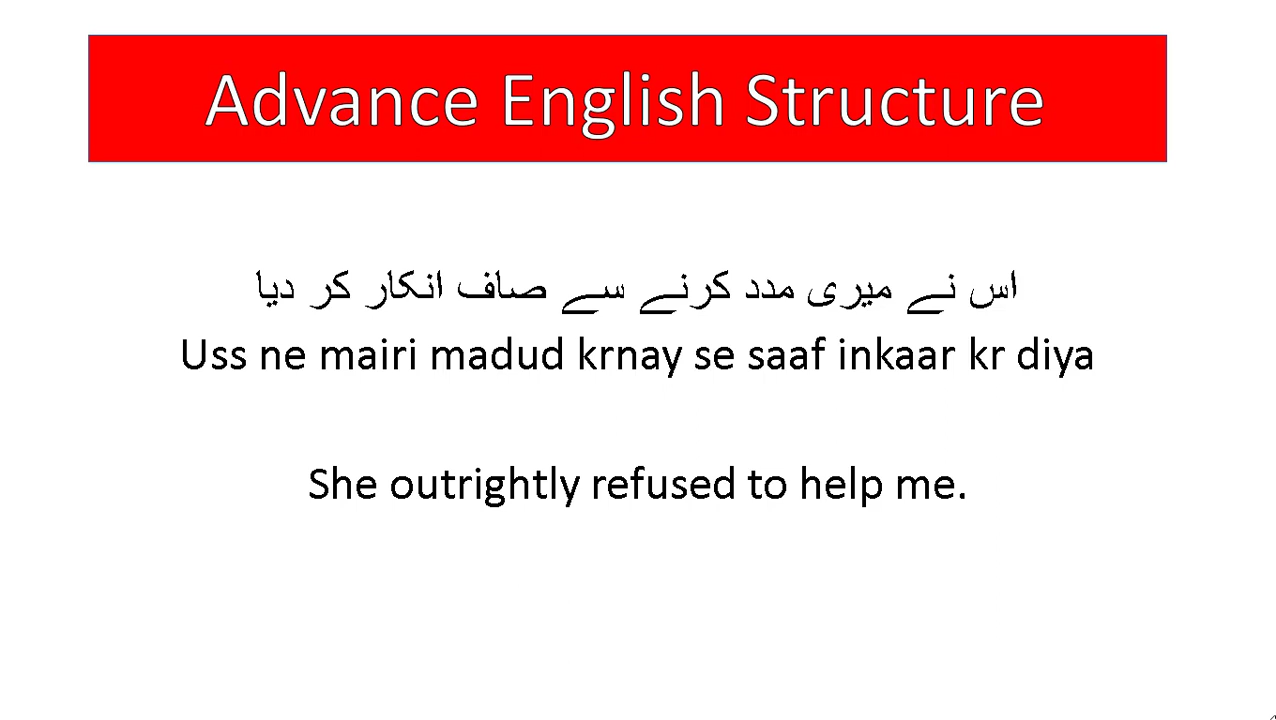 Advance English Structure
اس نے میری مدد کرنے سے صاف انکار کر دیا
Uss ne mairi madud krnay se saaf inkaar kr diya
She outrightly refused to help me.